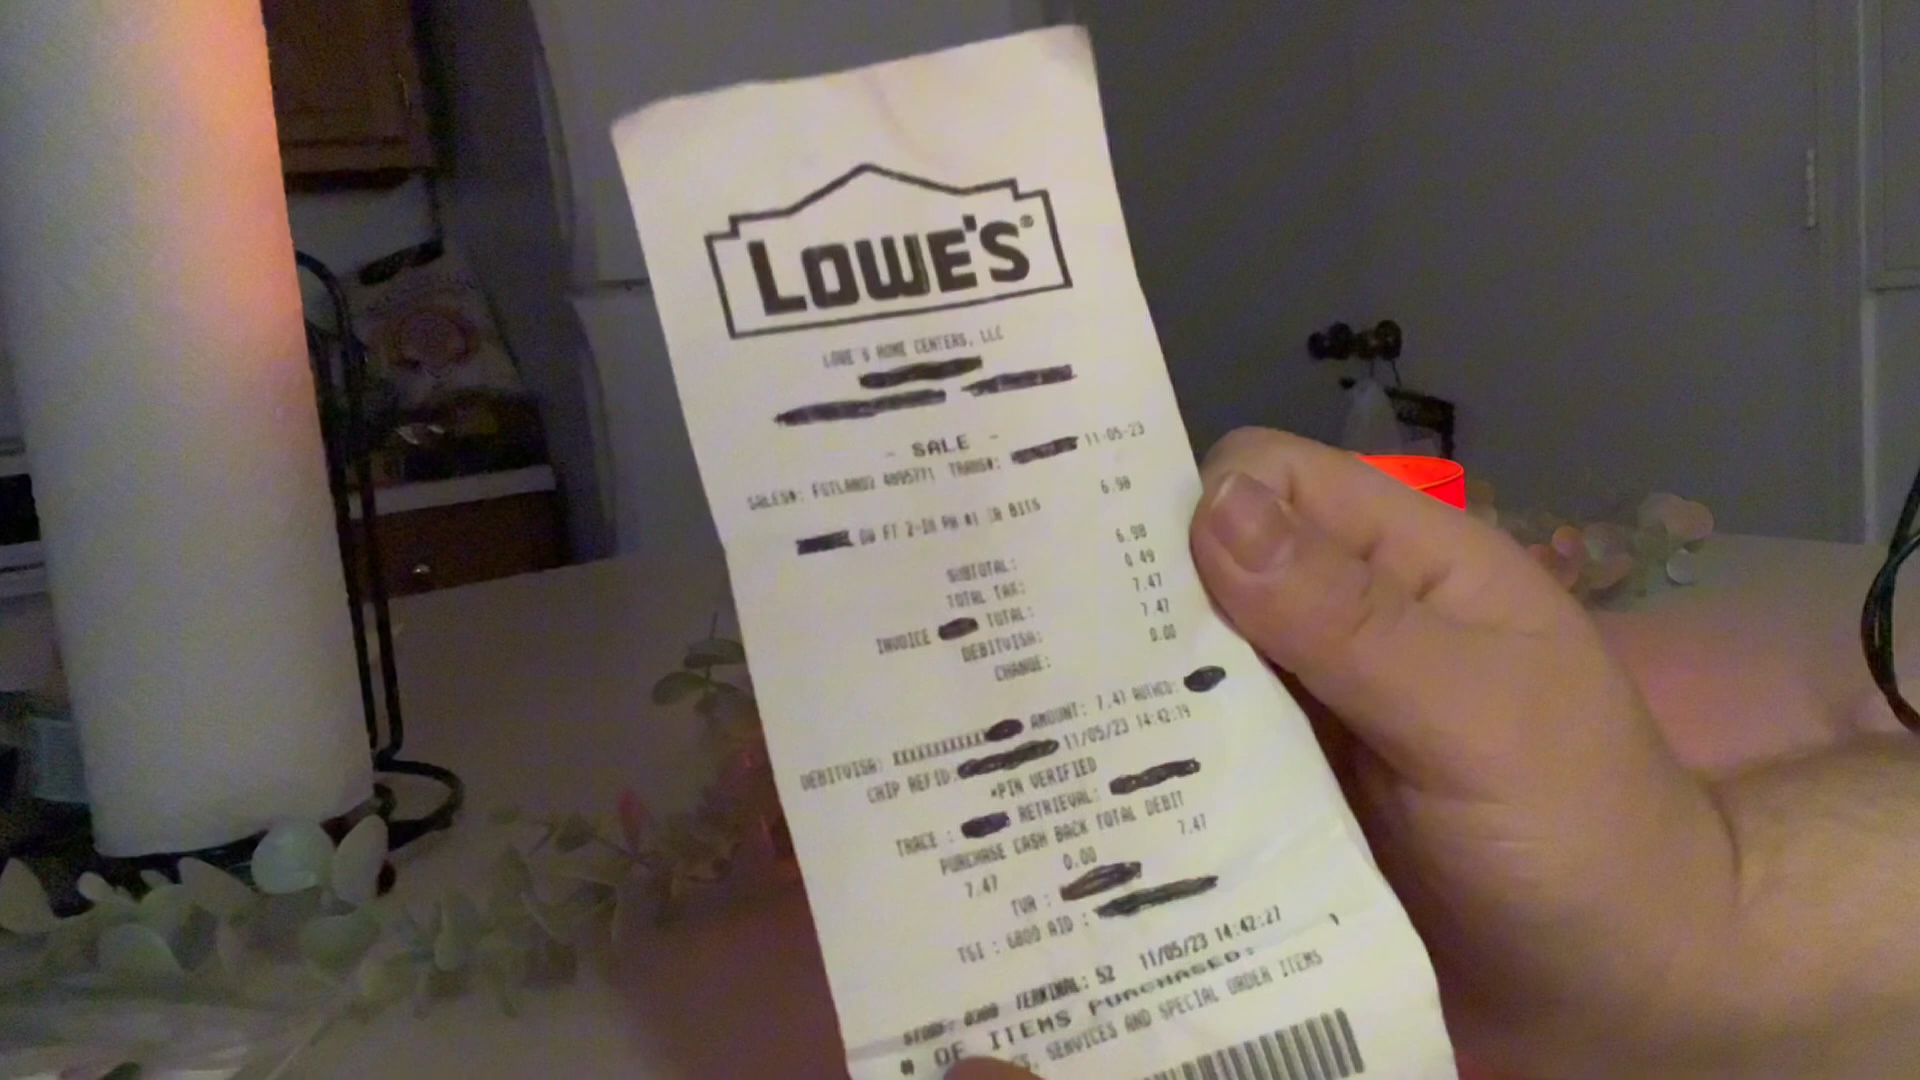 LOWE'S®
LOWE'S HOME CENTERS, LLC
- SALE -
SALES#: 4095771 TRANS#: 11-05-23
DW FT 2-IN PH #1 BITS 6.98
SUBTOTAL: 6.98
TOTAL TAX: 0.49
INVOICE TOTAL: 7.47
DEBITVISA: 7.47
CHANGE: 0.00
DEBITVISA: XXXXXXXXXXXX AMOUNT: 7.47 AUTHCD:
CHIP REFID: 11/05/23 14:42:19
*PIN VERIFIED
TRACE : RETRIEVAL:
PURCHASE CASH BACK TOTAL DEBIT
7.47 0.00 7.47
TVR :
TSI : 6800 AID :
STORE: TERMINAL: 52 11/05/23 14:42:27
# OF ITEMS PURCHASED: 1
SERVICES AND SPECIAL ORDER ITEMS